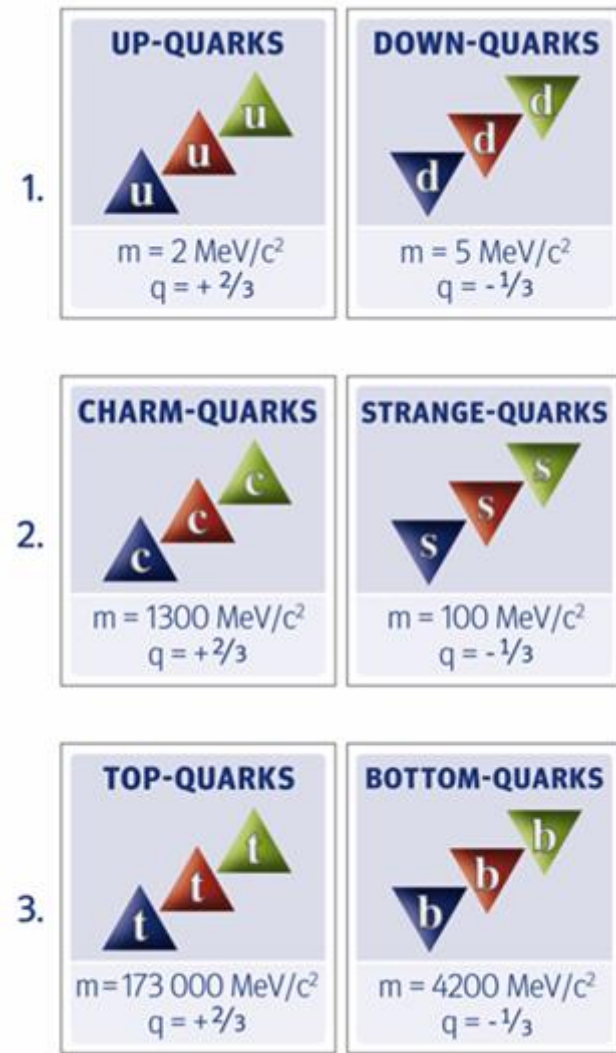 1.
UP-QUARKS
u u u
m = 2 MeV/c²
q = + ²/₃
DOWN-QUARKS
d d d
m = 5 MeV/c²
q = - ¹/₃
2.
CHARM-QUARKS
c c c
m = 1300 MeV/c²
q = +²/₃
STRANGE-QUARKS
s s s
m = 100 MeV/c²
q = - ¹/₃
3.
TOP-QUARKS
t t t
m = 173 000 MeV/c²
q = +²/₃
BOTTOM-QUARKS
b b b
m = 4200 MeV/c²
q = - ¹/₃